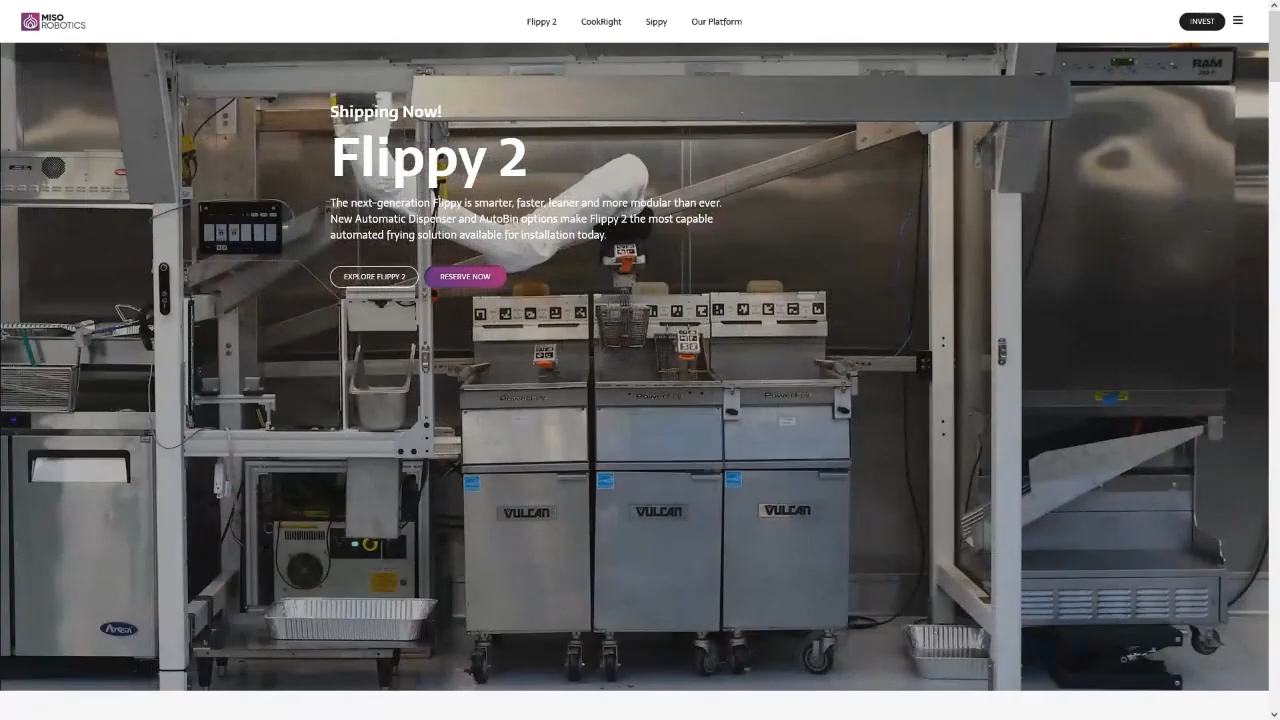 MISO
ROBOTICS
Flippy 2
CookRight
Sippy
Our Platform
INVEST
Shipping Now!
Flippy 2
The next-generation Flippy is smarter, faster, leaner and more modular than ever.
New Automatic Dispenser and AutoBin options make Flippy 2 the most capable
automated frying solution available for installation today.
EXPLORE FLIPPY 2
RESERVE NOW
RAM
VULCAN
VULCAN
VULCAN
Atosa